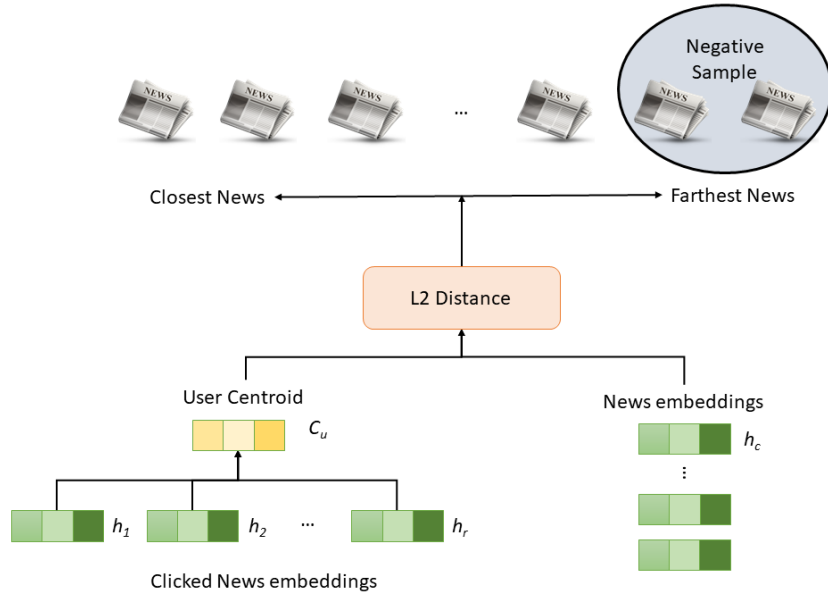 Negative
Sample
NEWS
NEWS
NEWS
...
NEWS
NEWS
NEWS
Closest News
Farthest News
L2 Distance
User Centroid
News embeddings
C_u
h_c
...
h_1
h_2
...
h_r
Clicked News embeddings